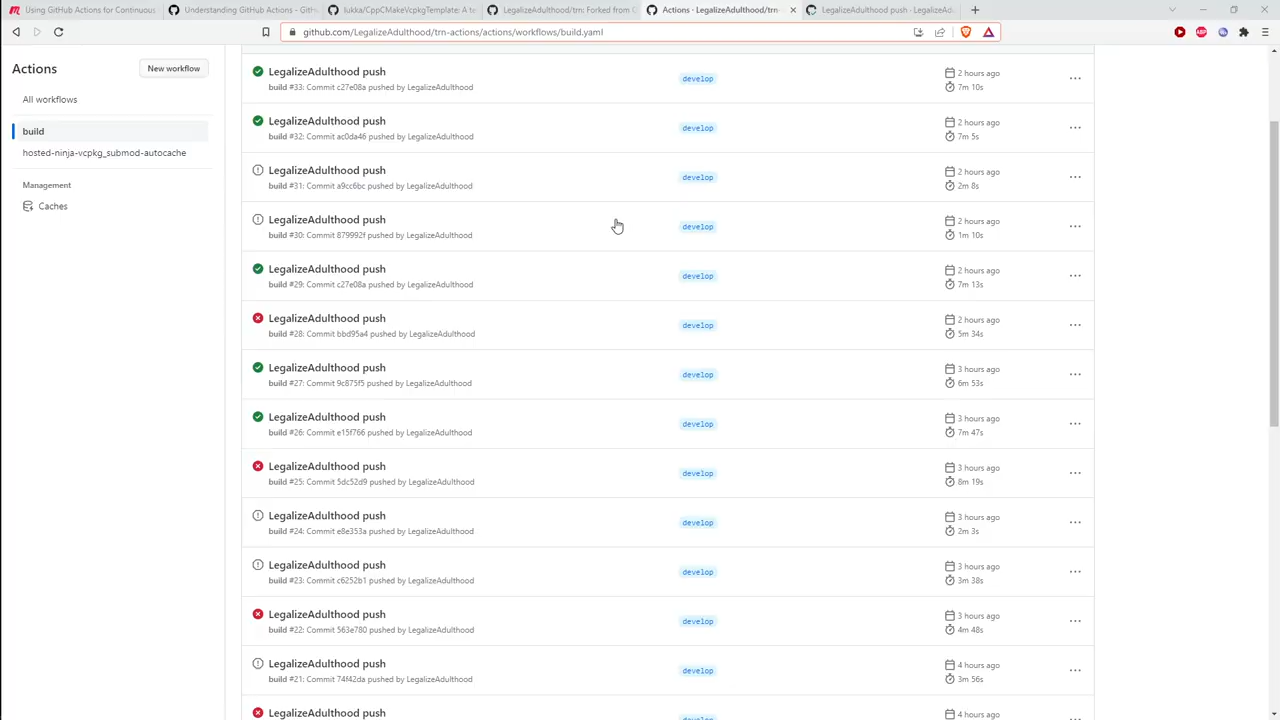 Using GitHub Actions for Continuous
Understanding GitHub Actions - GitH
lukka/CppCMakeVcpkgTemplate: A te
LegalizeAdulthood/trn: Forked from C
Actions · LegalizeAdulthood/trn-
LegalizeAdulthood push · LegalizeAd
github.com/LegalizeAdulthood/trn-actions/actions/workflows/build.yaml
Actions
New workflow
All workflows
build
hosted-ninja-vcpkg_submod-autocache
Management
Caches
LegalizeAdulthood push
build #33: Commit c27e08a pushed by LegalizeAdulthood
develop
2 hours ago
7m 10s
LegalizeAdulthood push
build #32: Commit ac0da46 pushed by LegalizeAdulthood
develop
2 hours ago
7m 5s
LegalizeAdulthood push
build #31: Commit a9cc6bc pushed by LegalizeAdulthood
develop
2 hours ago
2m 8s
LegalizeAdulthood push
build #30: Commit 879992f pushed by LegalizeAdulthood
develop
2 hours ago
1m 10s
LegalizeAdulthood push
build #29: Commit c27e08a pushed by LegalizeAdulthood
develop
2 hours ago
7m 13s
LegalizeAdulthood push
build #28: Commit bbd95a4 pushed by LegalizeAdulthood
develop
2 hours ago
5m 34s
LegalizeAdulthood push
build #27: Commit 9c875f5 pushed by LegalizeAdulthood
develop
3 hours ago
6m 53s
LegalizeAdulthood push
build #26: Commit e15f766 pushed by LegalizeAdulthood
develop
3 hours ago
7m 47s
LegalizeAdulthood push
build #25: Commit 5dc52d9 pushed by LegalizeAdulthood
develop
3 hours ago
8m 19s
LegalizeAdulthood push
build #24: Commit e8e353a pushed by LegalizeAdulthood
develop
3 hours ago
2m 3s
LegalizeAdulthood push
build #23: Commit c6252b1 pushed by LegalizeAdulthood
develop
3 hours ago
3m 38s
LegalizeAdulthood push
build #22: Commit 563e780 pushed by LegalizeAdulthood
develop
3 hours ago
4m 48s
LegalizeAdulthood push
build #21: Commit 74f42da pushed by LegalizeAdulthood
develop
4 hours ago
3m 56s
LegalizeAdulthood push
develop
4 hours ago